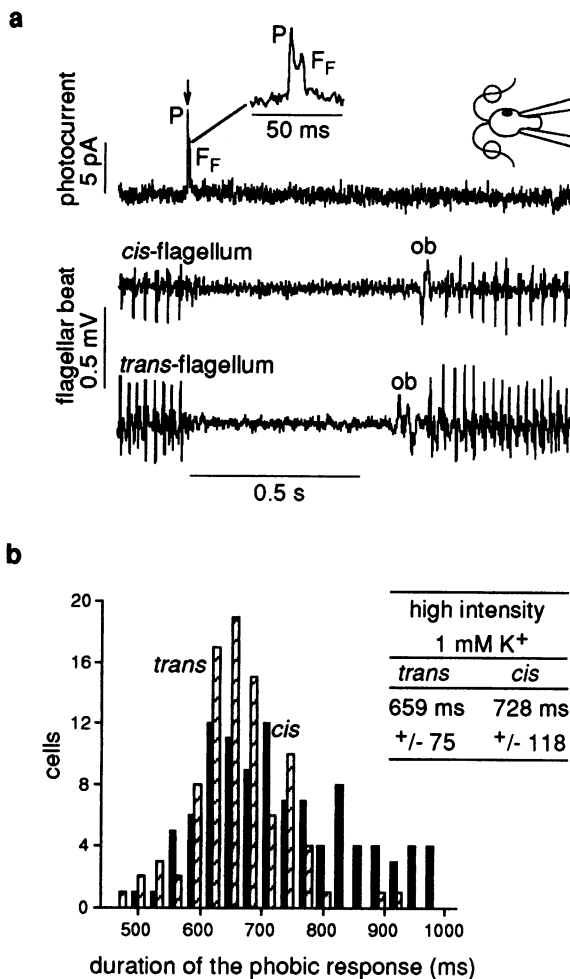 a
P
F_F
50 ms
P
F_F
photocurrent
5 pA
cis-flagellum
ob
flagellar beat
0.5 mV
trans-flagellum
ob
0.5 s
b
high intensity
1 mM K⁺
trans cis
659 ms 728 ms
+/- 75 +/- 118
20
16
12
8
4
0
cells
trans
cis
500 600 700 800 900 1000
duration of the phobic response (ms)